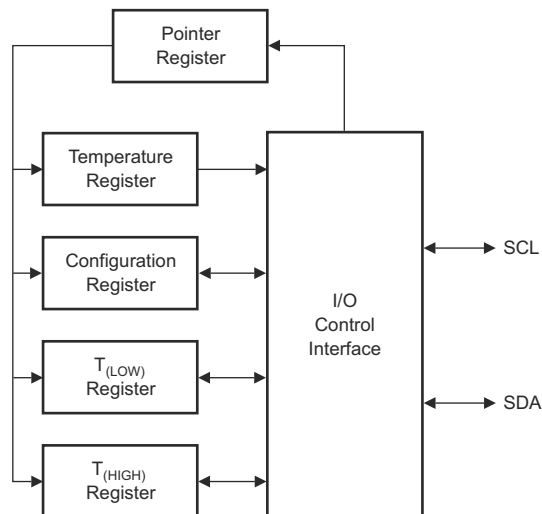 Pointer
Register
Temperature
Register
Configuration
Register
T(LOW)
Register
T(HIGH)
Register
I/O
Control
Interface
SCL
SDA